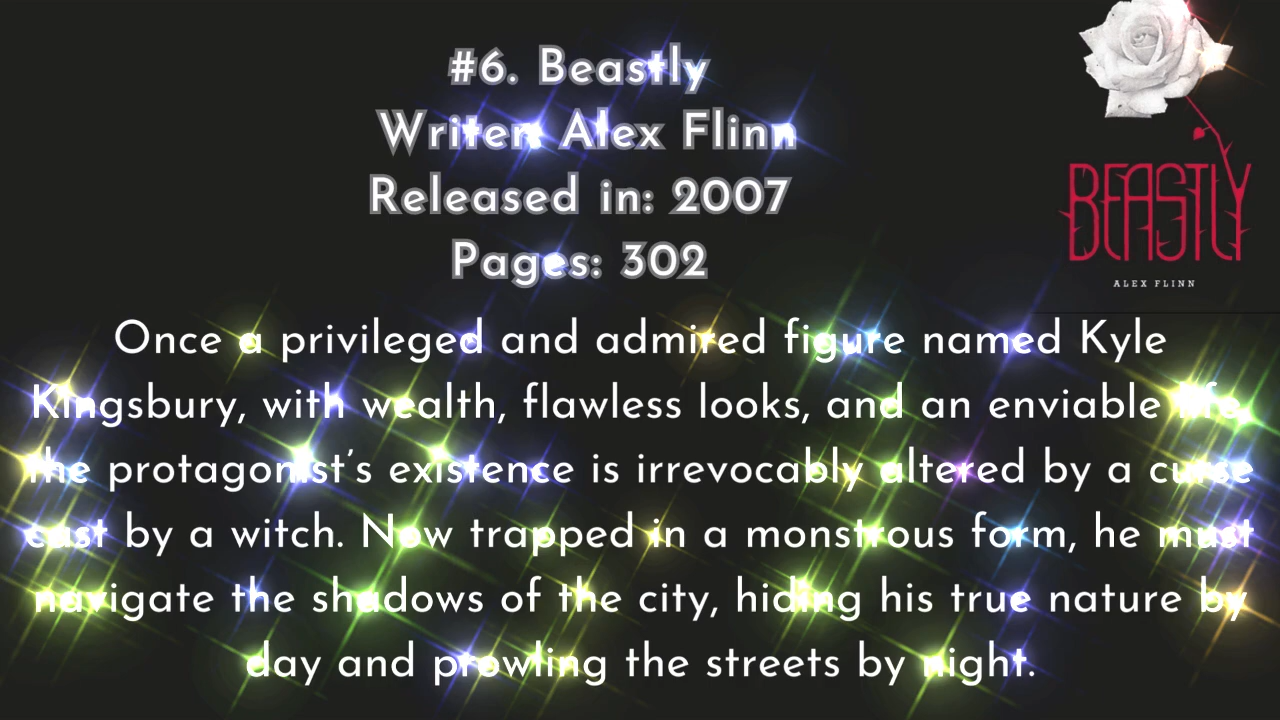 #6. Beastly
Writer: Alex Flinn
Released in: 2007
Pages: 302
BEASTLY
ALEX FLINN
Once a privileged and admired figure named Kyle
Kingsbury, with wealth, flawless looks, and an enviable life,
the protagonist's existence is irrevocably altered by a curse
cast by a witch. Now trapped in a monstrous form, he must
navigate the shadows of the city, hiding his true nature by
day and prowling the streets by night.